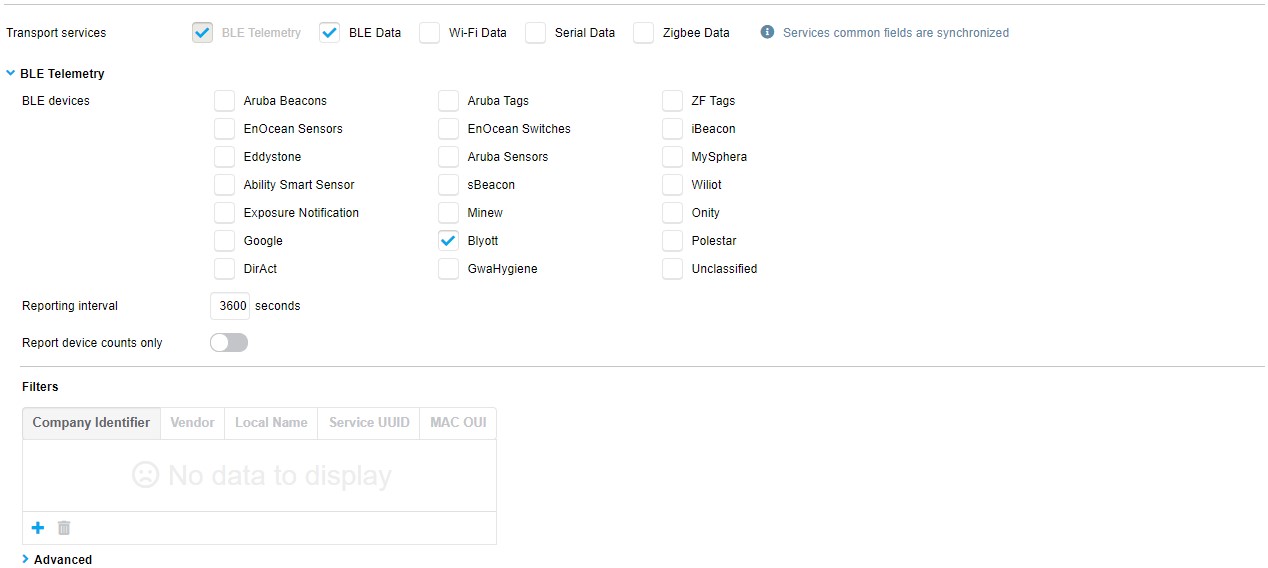 Transport services BLE Telemetry BLE Data Wi-Fi Data Serial Data Zigbee Data Services common fields are synchronized
BLE Telemetry
BLE devices Aruba Beacons Aruba Tags ZF Tags
EnOcean Sensors EnOcean Switches iBeacon
Eddystone Aruba Sensors MySphera
Ability Smart Sensor sBeacon Wiliot
Exposure Notification Minew Onity
Google Blyott Polestar
DirAct GwaHygiene Unclassified
Reporting interval 3600 seconds
Report device counts only
Filters
Company Identifier Vendor Local Name Service UUID MAC OUI
No data to display
Advanced